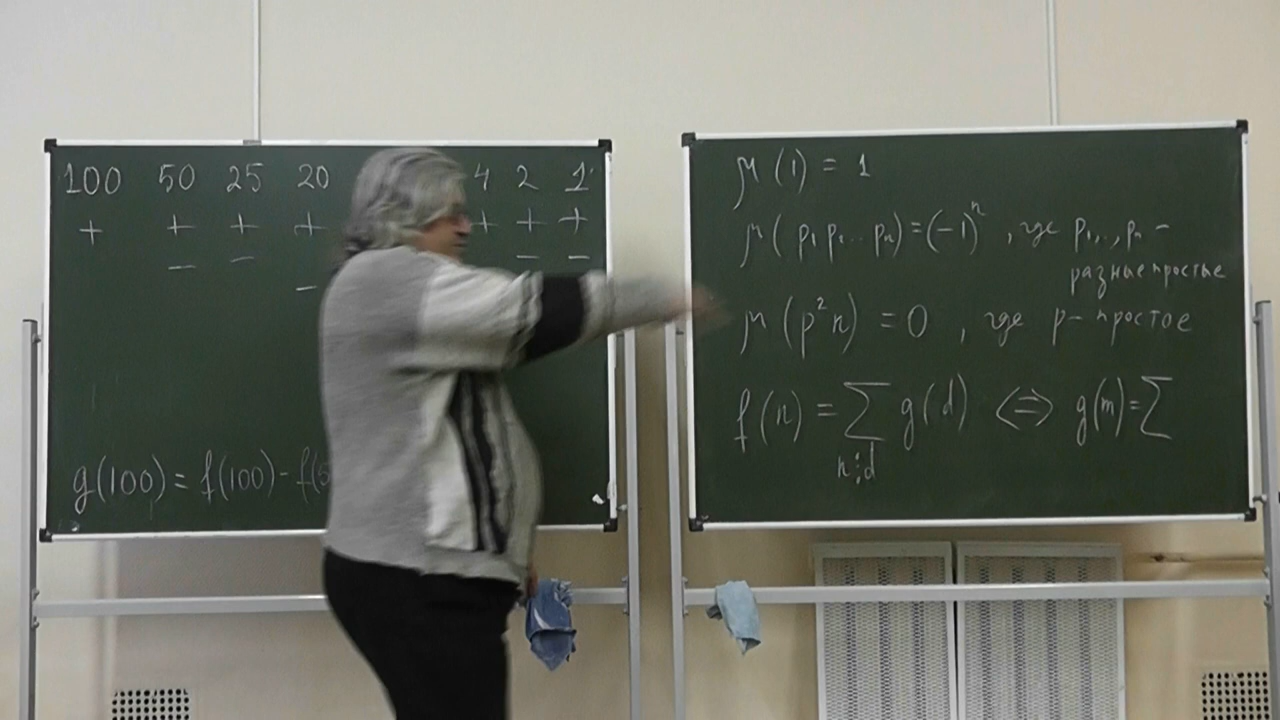 100 50 25 20 4 2 1
+ + + + + + +
− − − −
−
g(100) = f(100) - f(5
μ(1) = 1
μ(p₁p₂...pₙ) = (-1)ⁿ, где p₁,..,pₙ -
разные простые
μ(p²n) = 0, где p - простое
f(n) = ∑ g(d) ⇔ g(m) = ∑
n⋮d